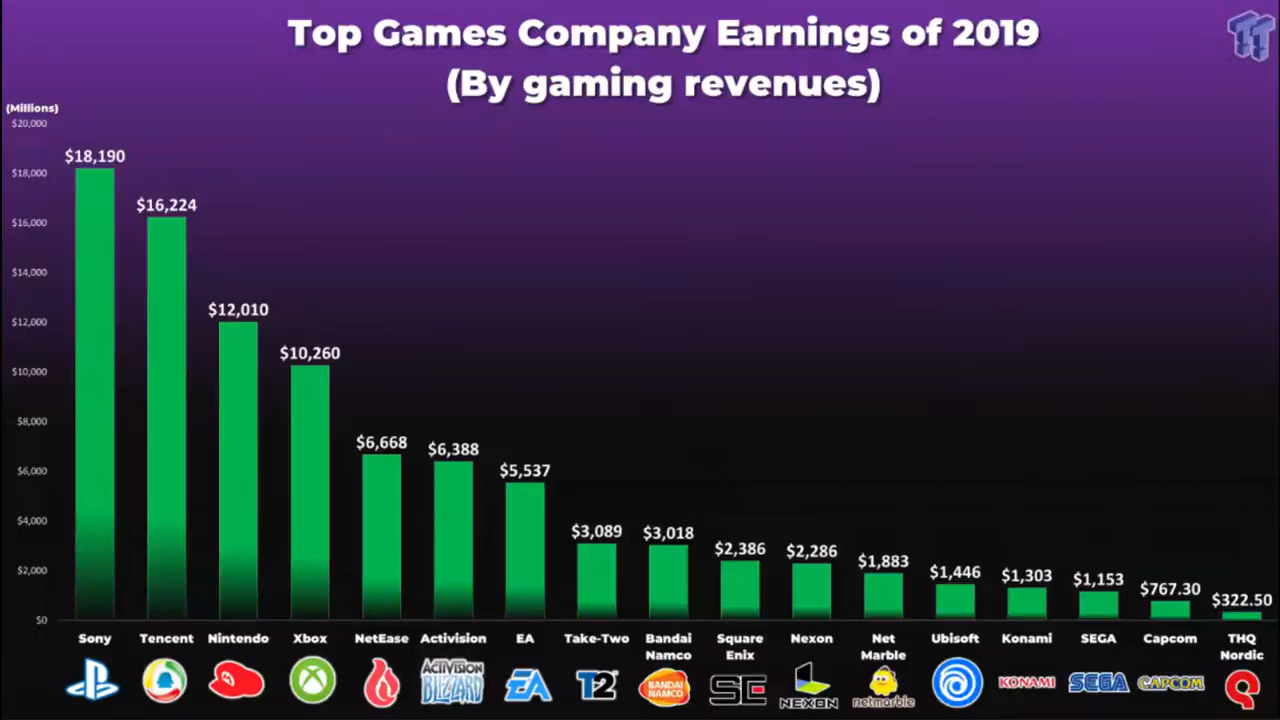 Top Games Company Earnings of 2019
(By gaming revenues)
TT
(Millions)
$20,000
$18,000
$16,000
$14,000
$12,000
$10,000
$8,000
$6,000
$4,000
$2,000
$0
$18,190
$16,224
$12,010
$10,260
$6,668
$6,388
$5,537
$3,089
$3,018
$2,386
$2,286
$1,883
$1,446
$1,303
$1,153
$767.30
$322.50
Sony
Tencent
Nintendo
Xbox
NetEase
Activision
EA
Take-Two
Bandai
Namco
Square
Enix
Nexon
Net
Marble
Ubisoft
Konami
SEGA
Capcom
THQ
Nordic
ACTIVISION
BLIZZARD
EA
T2
BANDAI
NAMCO
SE
NEXON
netmarble
KONAMI
SEGA
CAPCOM